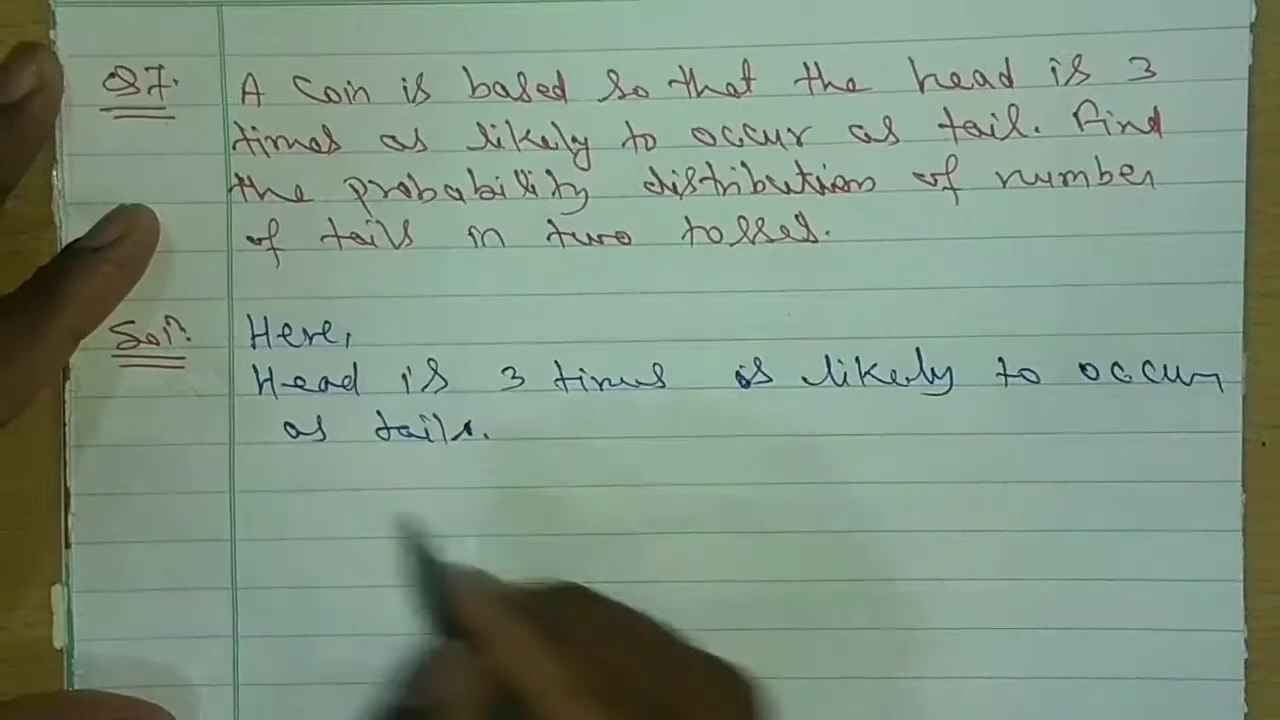 Q7. A Coin is based so that the head is 3
times as likely to occur as tail. Find
the probability distribution of number
of tails in two tosses.
Sol? Here,
Head is 3 times is likely to occur
as tails.